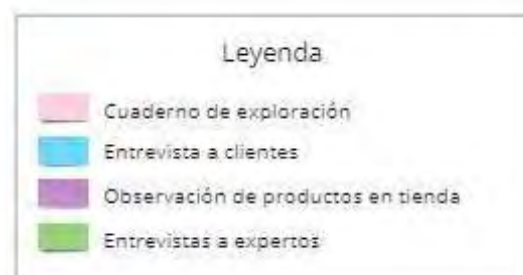 Leyenda
Cuaderno de exploración
Entrevista a clientes
Observación de productos en tienda
Entrevistas a expertos